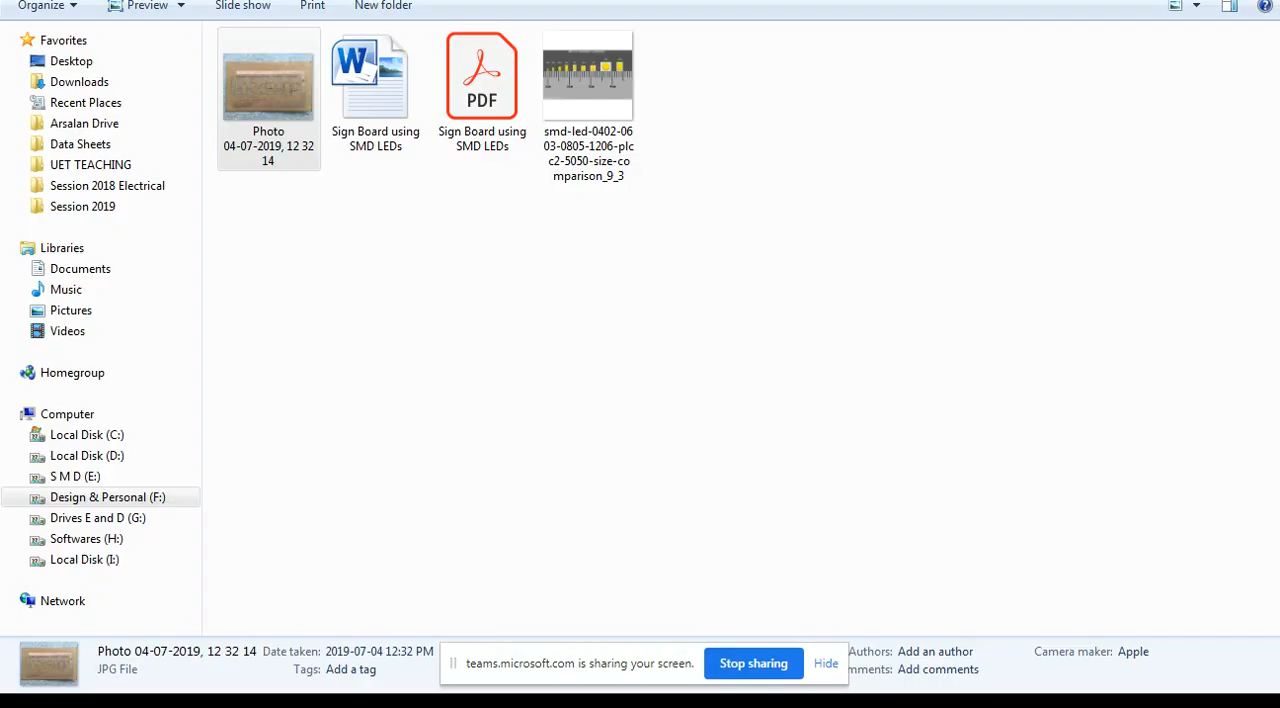 Organize Preview Slide show Print New folder
Favorites
Desktop
Downloads
Recent Places
Arsalan Drive
Data Sheets
UET TEACHING
Session 2018 Electrical
Session 2019
Libraries
Documents
Music
Pictures
Videos
Homegroup
Computer
Local Disk (C:)
Local Disk (D:)
S M D (E:)
Design & Personal (F:)
Drives E and D (G:)
Softwares (H:)
Local Disk (I:)
Network
Photo
04-07-2019, 12 32
14
W
Sign Board using
SMD LEDs
PDF
Sign Board using
SMD LEDs
smd-led-0402-06
03-0805-1206-plc
c2-5050-size-co
mparison_9_3
Photo 04-07-2019, 12 32 14 Date taken: 2019-07-04 12:32 PM
JPG File Tags: Add a tag
teams.microsoft.com is sharing your screen. Stop sharing Hide
Authors: Add an author Camera maker: Apple
mments: Add comments